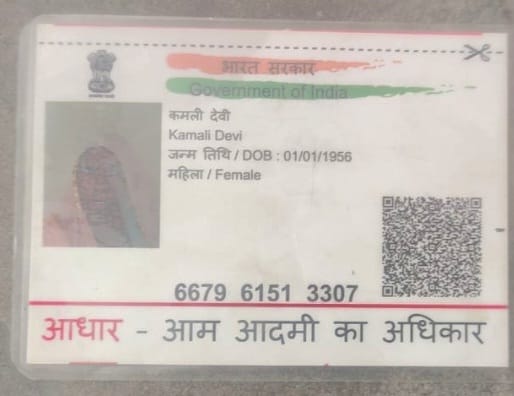 भारत सरकार
Government of India
कमली देवी
Kamali Devi
जन्म तिथि / DOB : 01/01/1956
महिला / Female
6679 6151 3307
आधार - आम आदमी का अधिकार